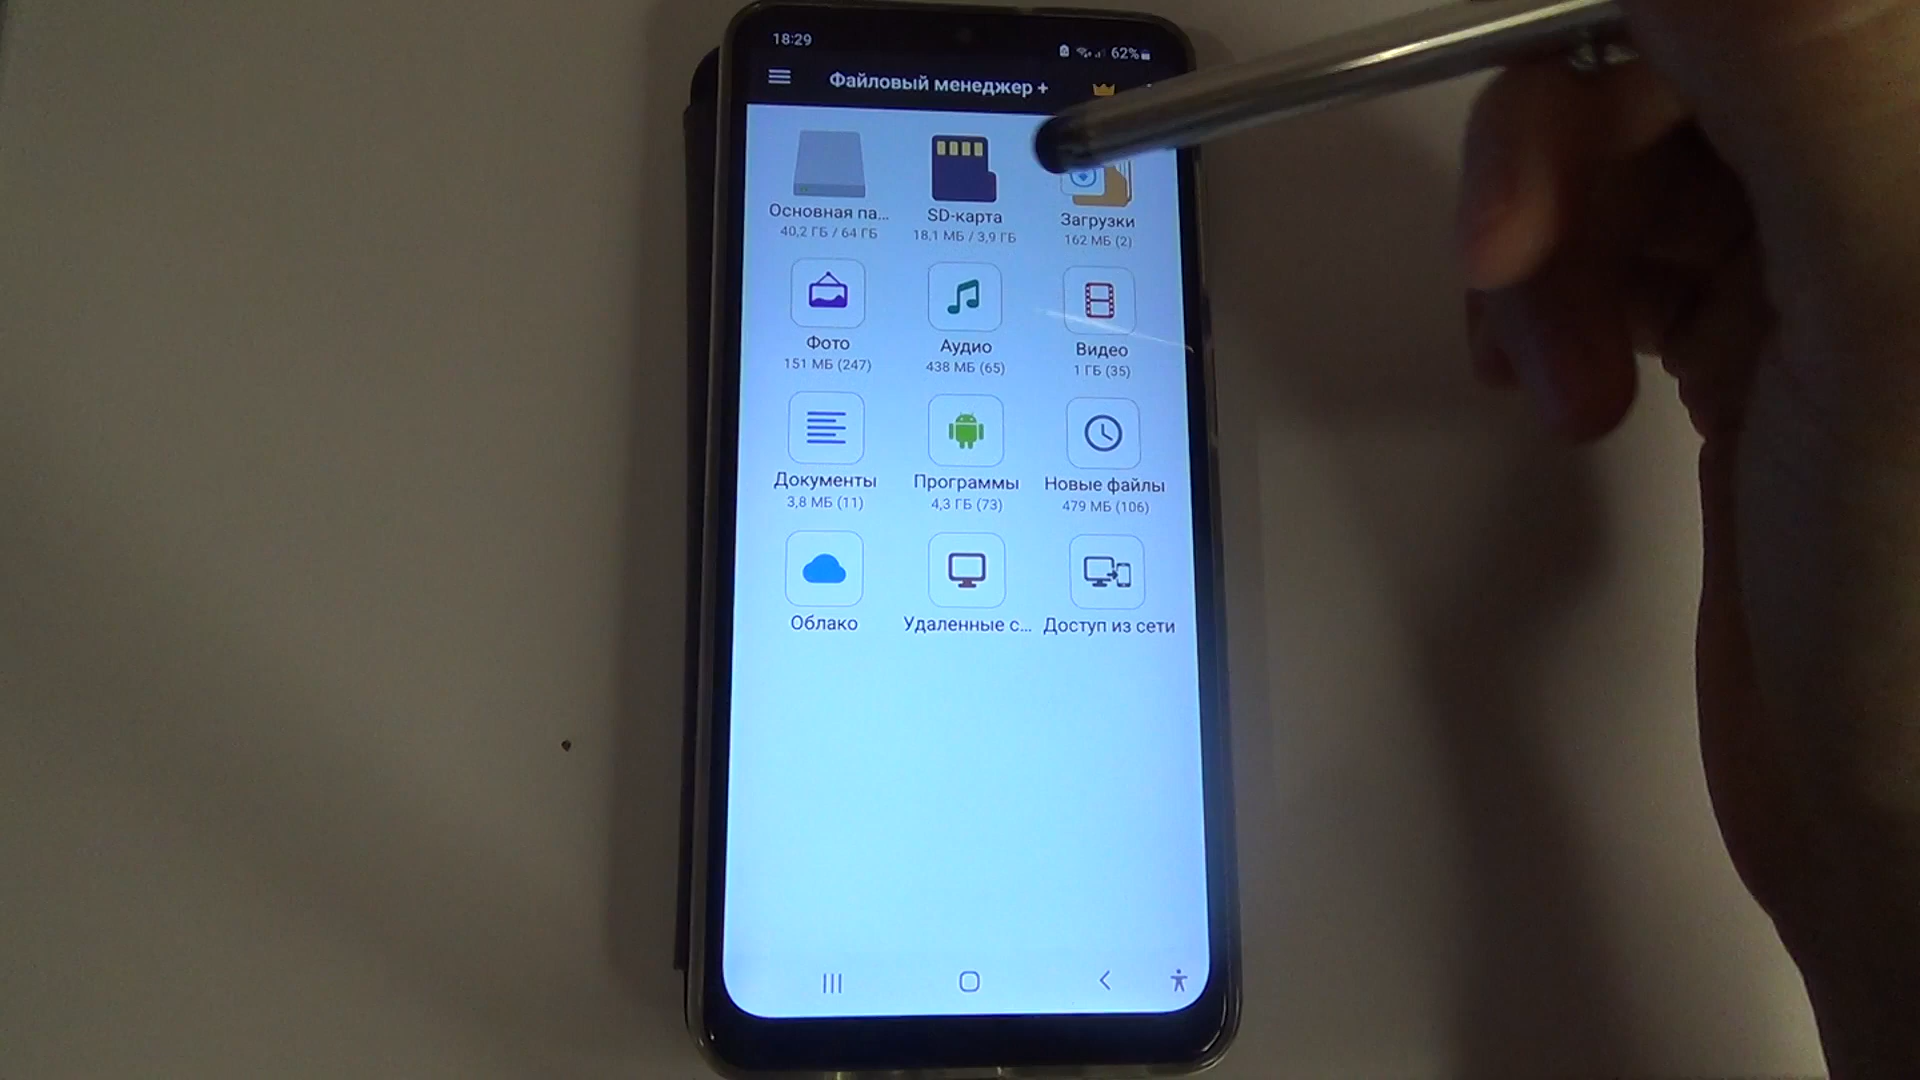 18:29
62%
Файловый менеджер +
Основная па...
SD-карта
Загрузки
40,2 ГБ / 64 ГБ
18,1 МБ / 3,9 ГБ
162 МБ (2)
Фото
Аудио
Видео
151 МБ (247)
438 МБ (65)
1 ГБ (35)
Документы
Программы
Новые файлы
3,8 МБ (11)
4,3 ГБ (73)
479 МБ (106)
Облако
Удаленные с...
Доступ из сети